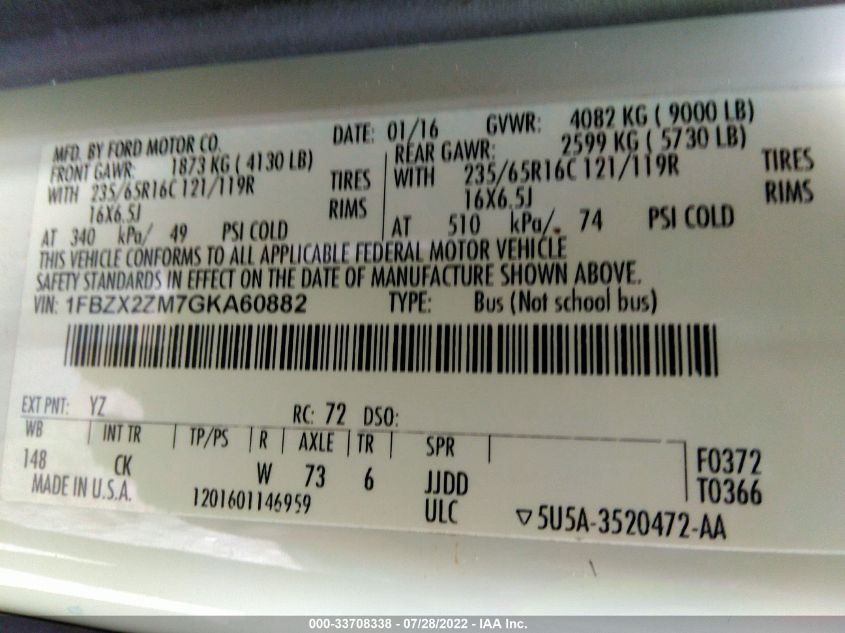 MFD. BY FORD MOTOR CO. DATE: 01/16 GVWR: 4082 KG ( 9000 LB)
FRONT GAWR: 1873 KG ( 4130 LB) REAR GAWR: 2599 KG ( 5730 LB)
WITH 235/65R16C 121/119R TIRES WITH 235/65R16C 121/119R TIRES
16X6.5J RIMS 16X6.5J RIMS
AT 340 kPa/ 49 PSI COLD AT 510 kPa/ 74 PSI COLD
THIS VEHICLE CONFORMS TO ALL APPLICABLE FEDERAL MOTOR VEHICLE
SAFETY STANDARDS IN EFFECT ON THE DATE OF MANUFACTURE SHOWN ABOVE.
VIN: 1FBZX2ZM7GKA60882 TYPE: Bus (Not school bus)
EXT PNT: YZ RC: 72 DSO:
WB INT TR TP/PS R AXLE TR SPR
148 CK W 73 6 JJDD F0372
MADE IN U.S.A. 1201601146959 ULC T0366
▽5U5A-3520472-AA
000-33708338 - 07/28/2022 - IAA Inc.